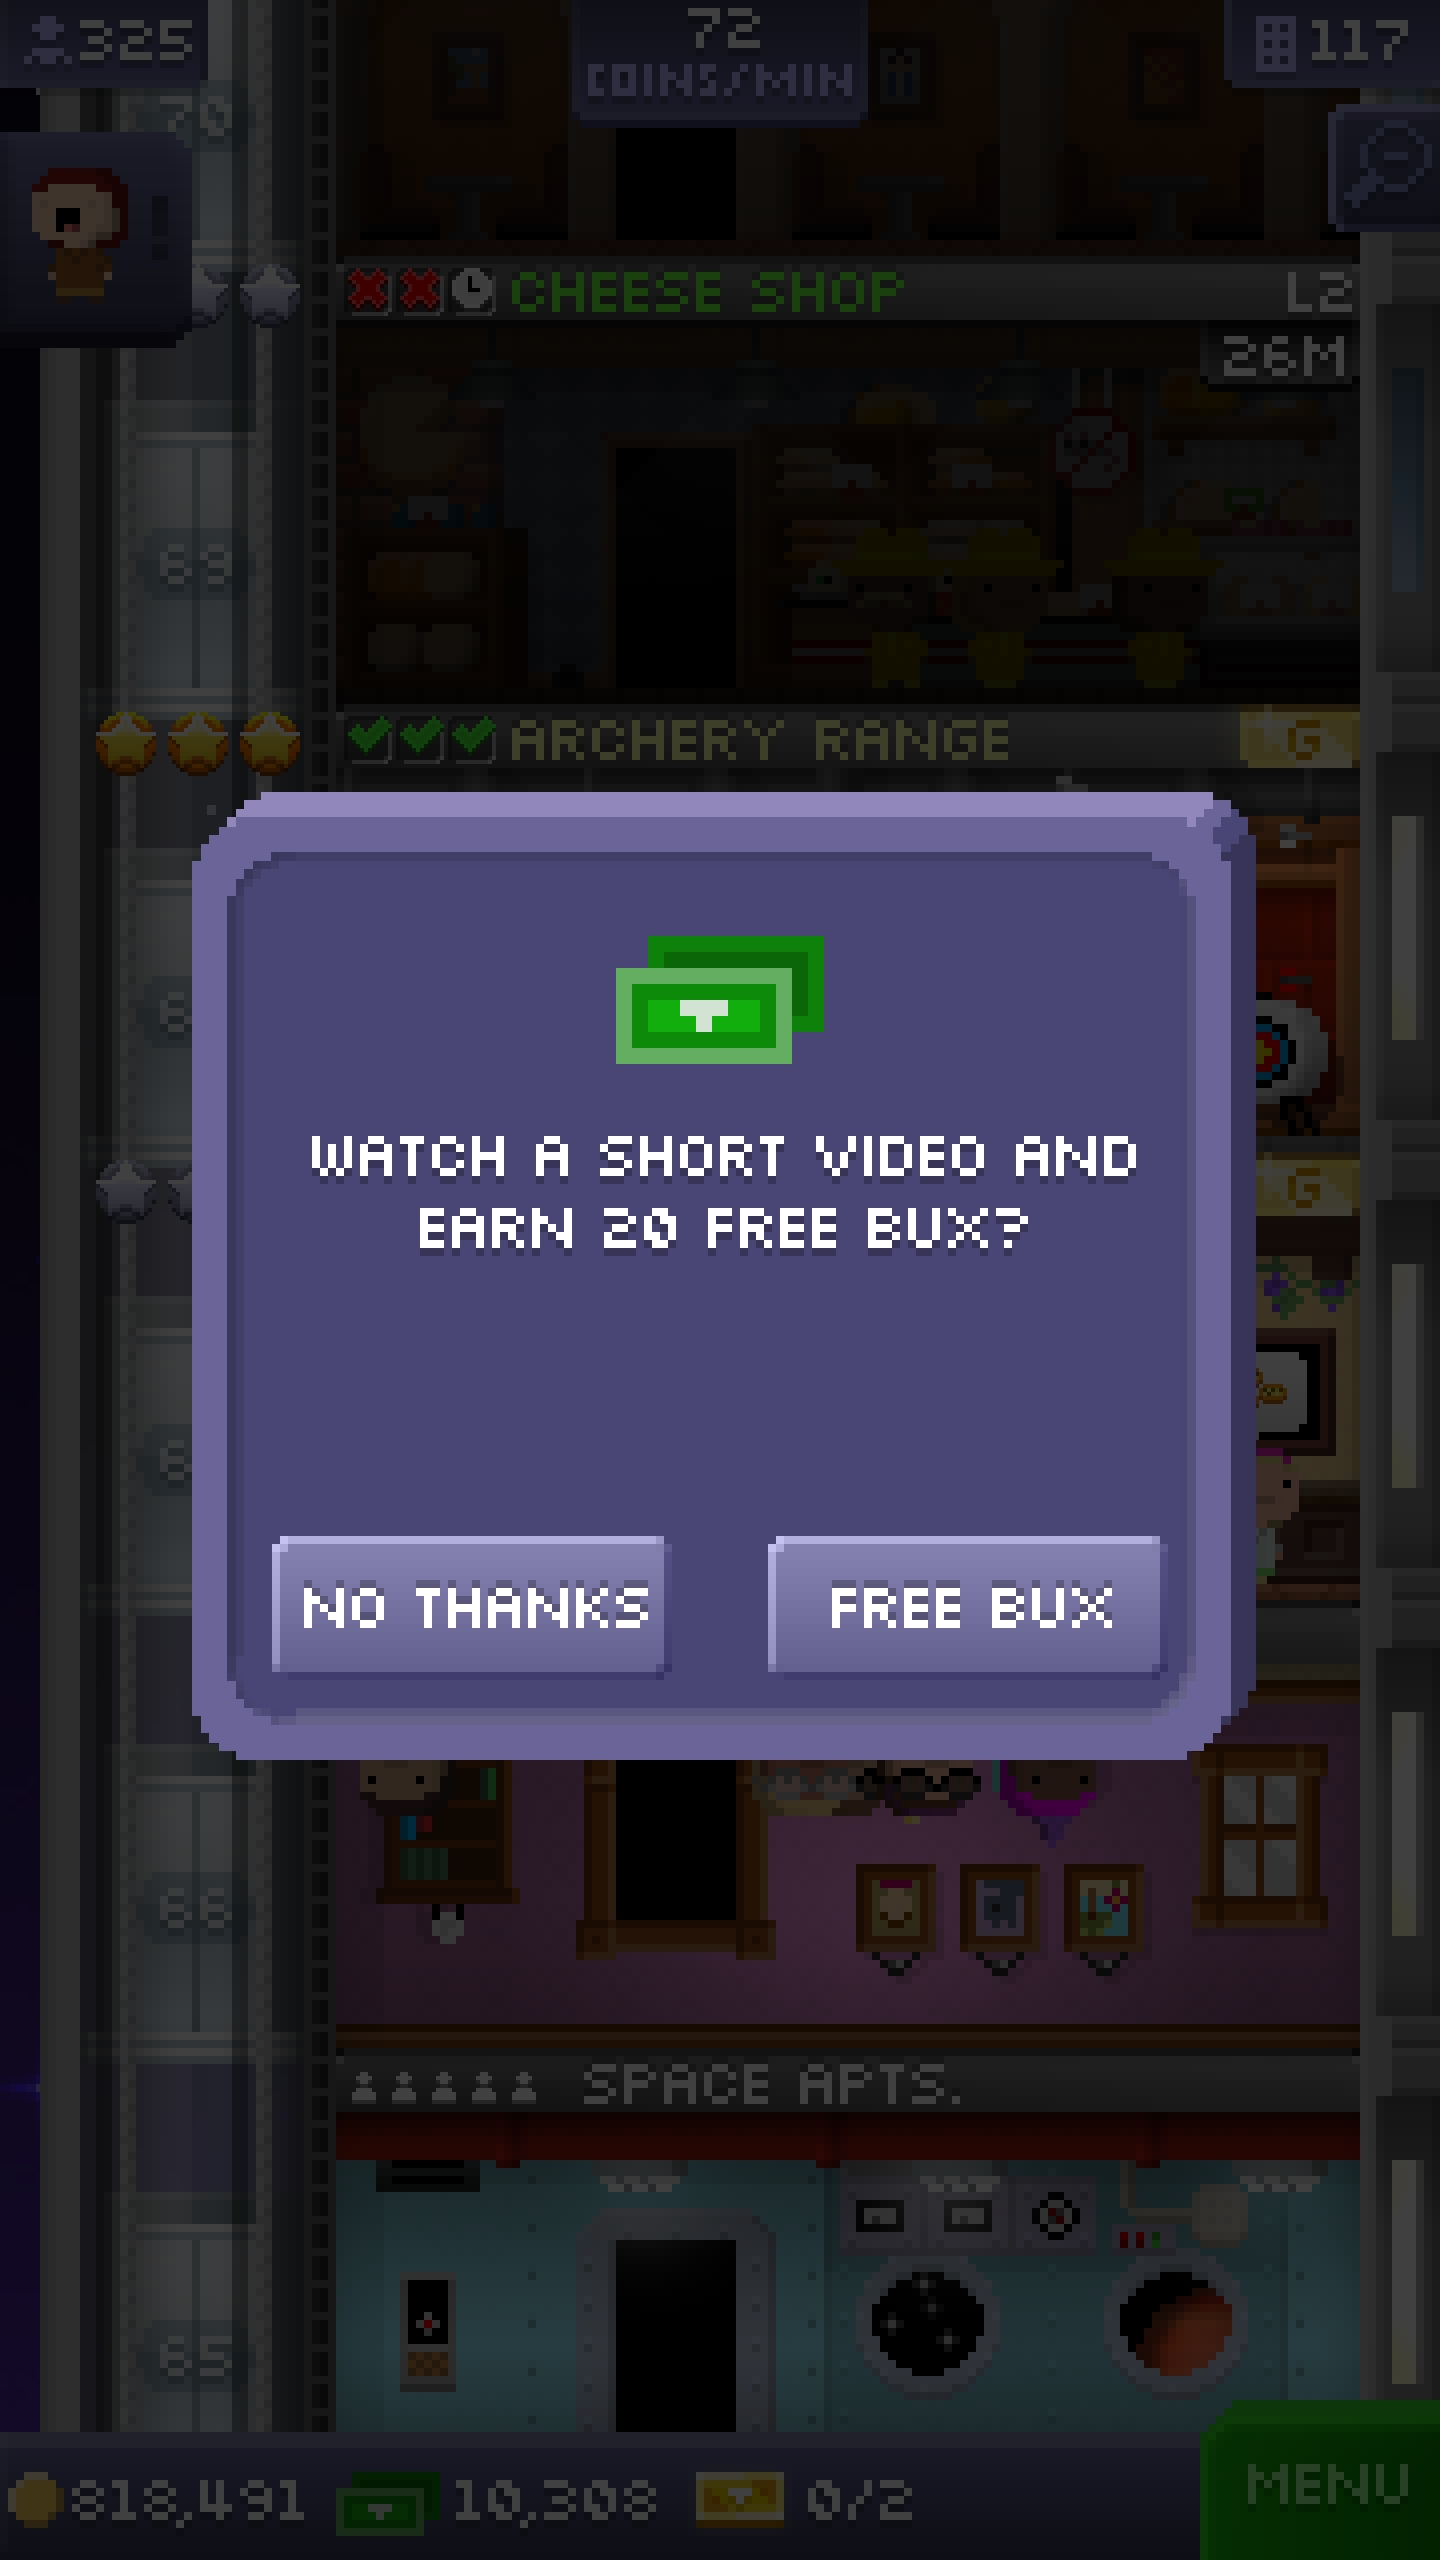 325
72
COINS/MIN
117
70
CHEESE SHOP
L2
26M
69
ARCHERY RANGE
G
WATCH A SHORT VIDEO AND
EARN 20 FREE BUX?
G
NO THANKS
FREE BUX
66
SPACE APTS.
65
818,491
10,308
0/2
MENU